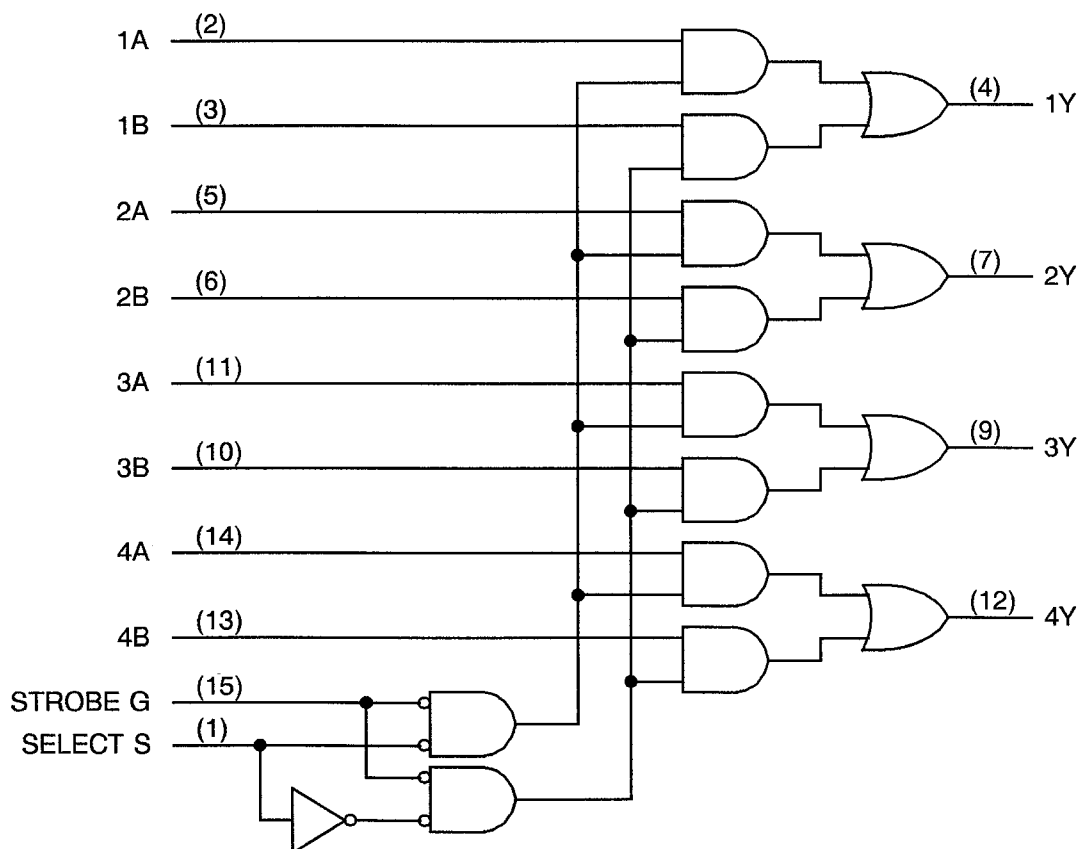 1A (2)
(4) 1Y
1B (3)
2A (5)
(7) 2Y
2B (6)
3A (11)
(9) 3Y
3B (10)
4A (14)
(12) 4Y
4B (13)
STROBE G (15)
SELECT S (1)